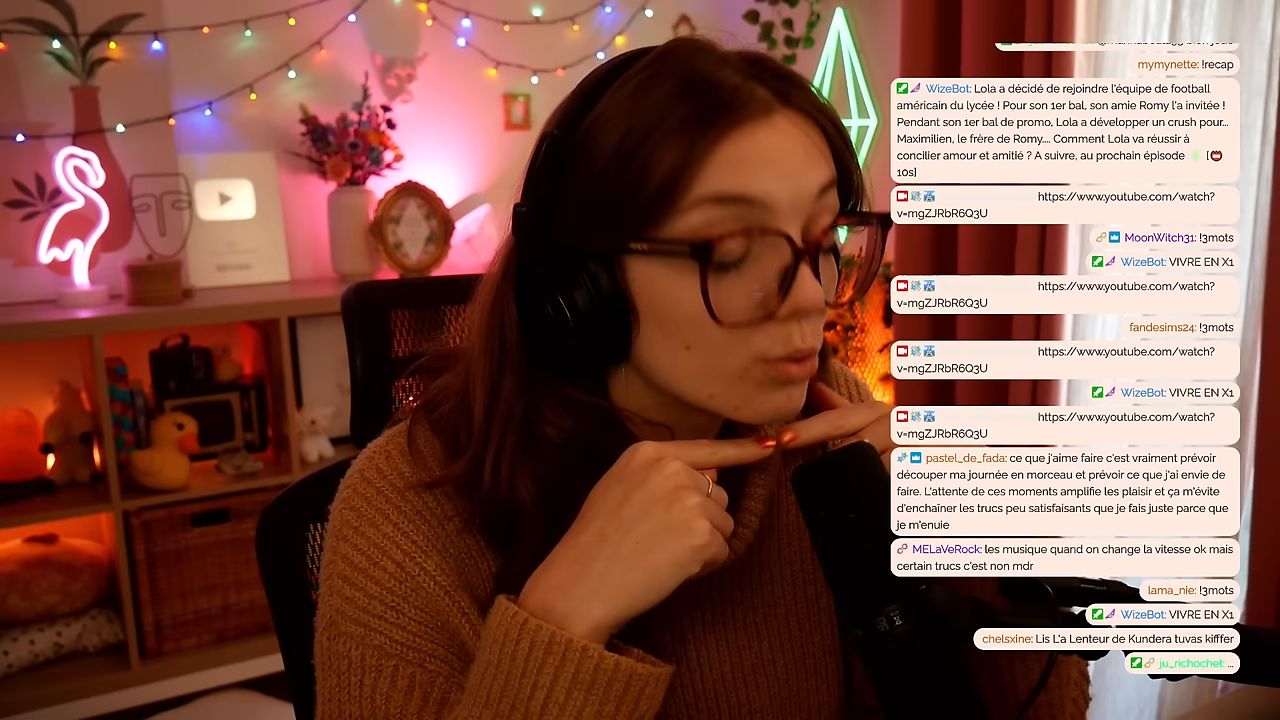 mymynette: !recap
WizeBot: Lola a décidé de rejoindre l'équipe de football
américain du lycée ! Pour son 1er bal, son amie Romy l'a invitée !
Pendant son 1er bal de promo, Lola a développer un crush pour...
Maximilien, le frère de Romy.... Comment Lola va réussir à
concilier amour et amitié ? A suivre, au prochain épisode [
10s]
https://www.youtube.com/watch?
v=mgZJRbR6Q3U
MoonWitch31: !3mots
WizeBot: VIVRE EN X1
https://www.youtube.com/watch?
v=mgZJRbR6Q3U
fandesims24: !3mots
https://www.youtube.com/watch?
v=mgZJRbR6Q3U
WizeBot: VIVRE EN X1
https://www.youtube.com/watch?
v=mgZJRbR6Q3U
pastel_de_fada: ce que j'aime faire c'est vraiment prévoir
découper ma journée en morceau et prévoir ce que j'ai envie de
faire. L'attente de ces moments amplifie les plaisir et ça m'évite
d'enchaîner les trucs peu satisfaisants que je fais juste parce que
je m'enuie
MELaVeRock: les musique quand on change la vitesse ok mais
certain trucs c'est non mdr
lama_nie: !3mots
WizeBot: VIVRE EN X1
chelsxine: Lis L'a Lenteur de Kundera tuvas kifffer
ju_richochet: ...